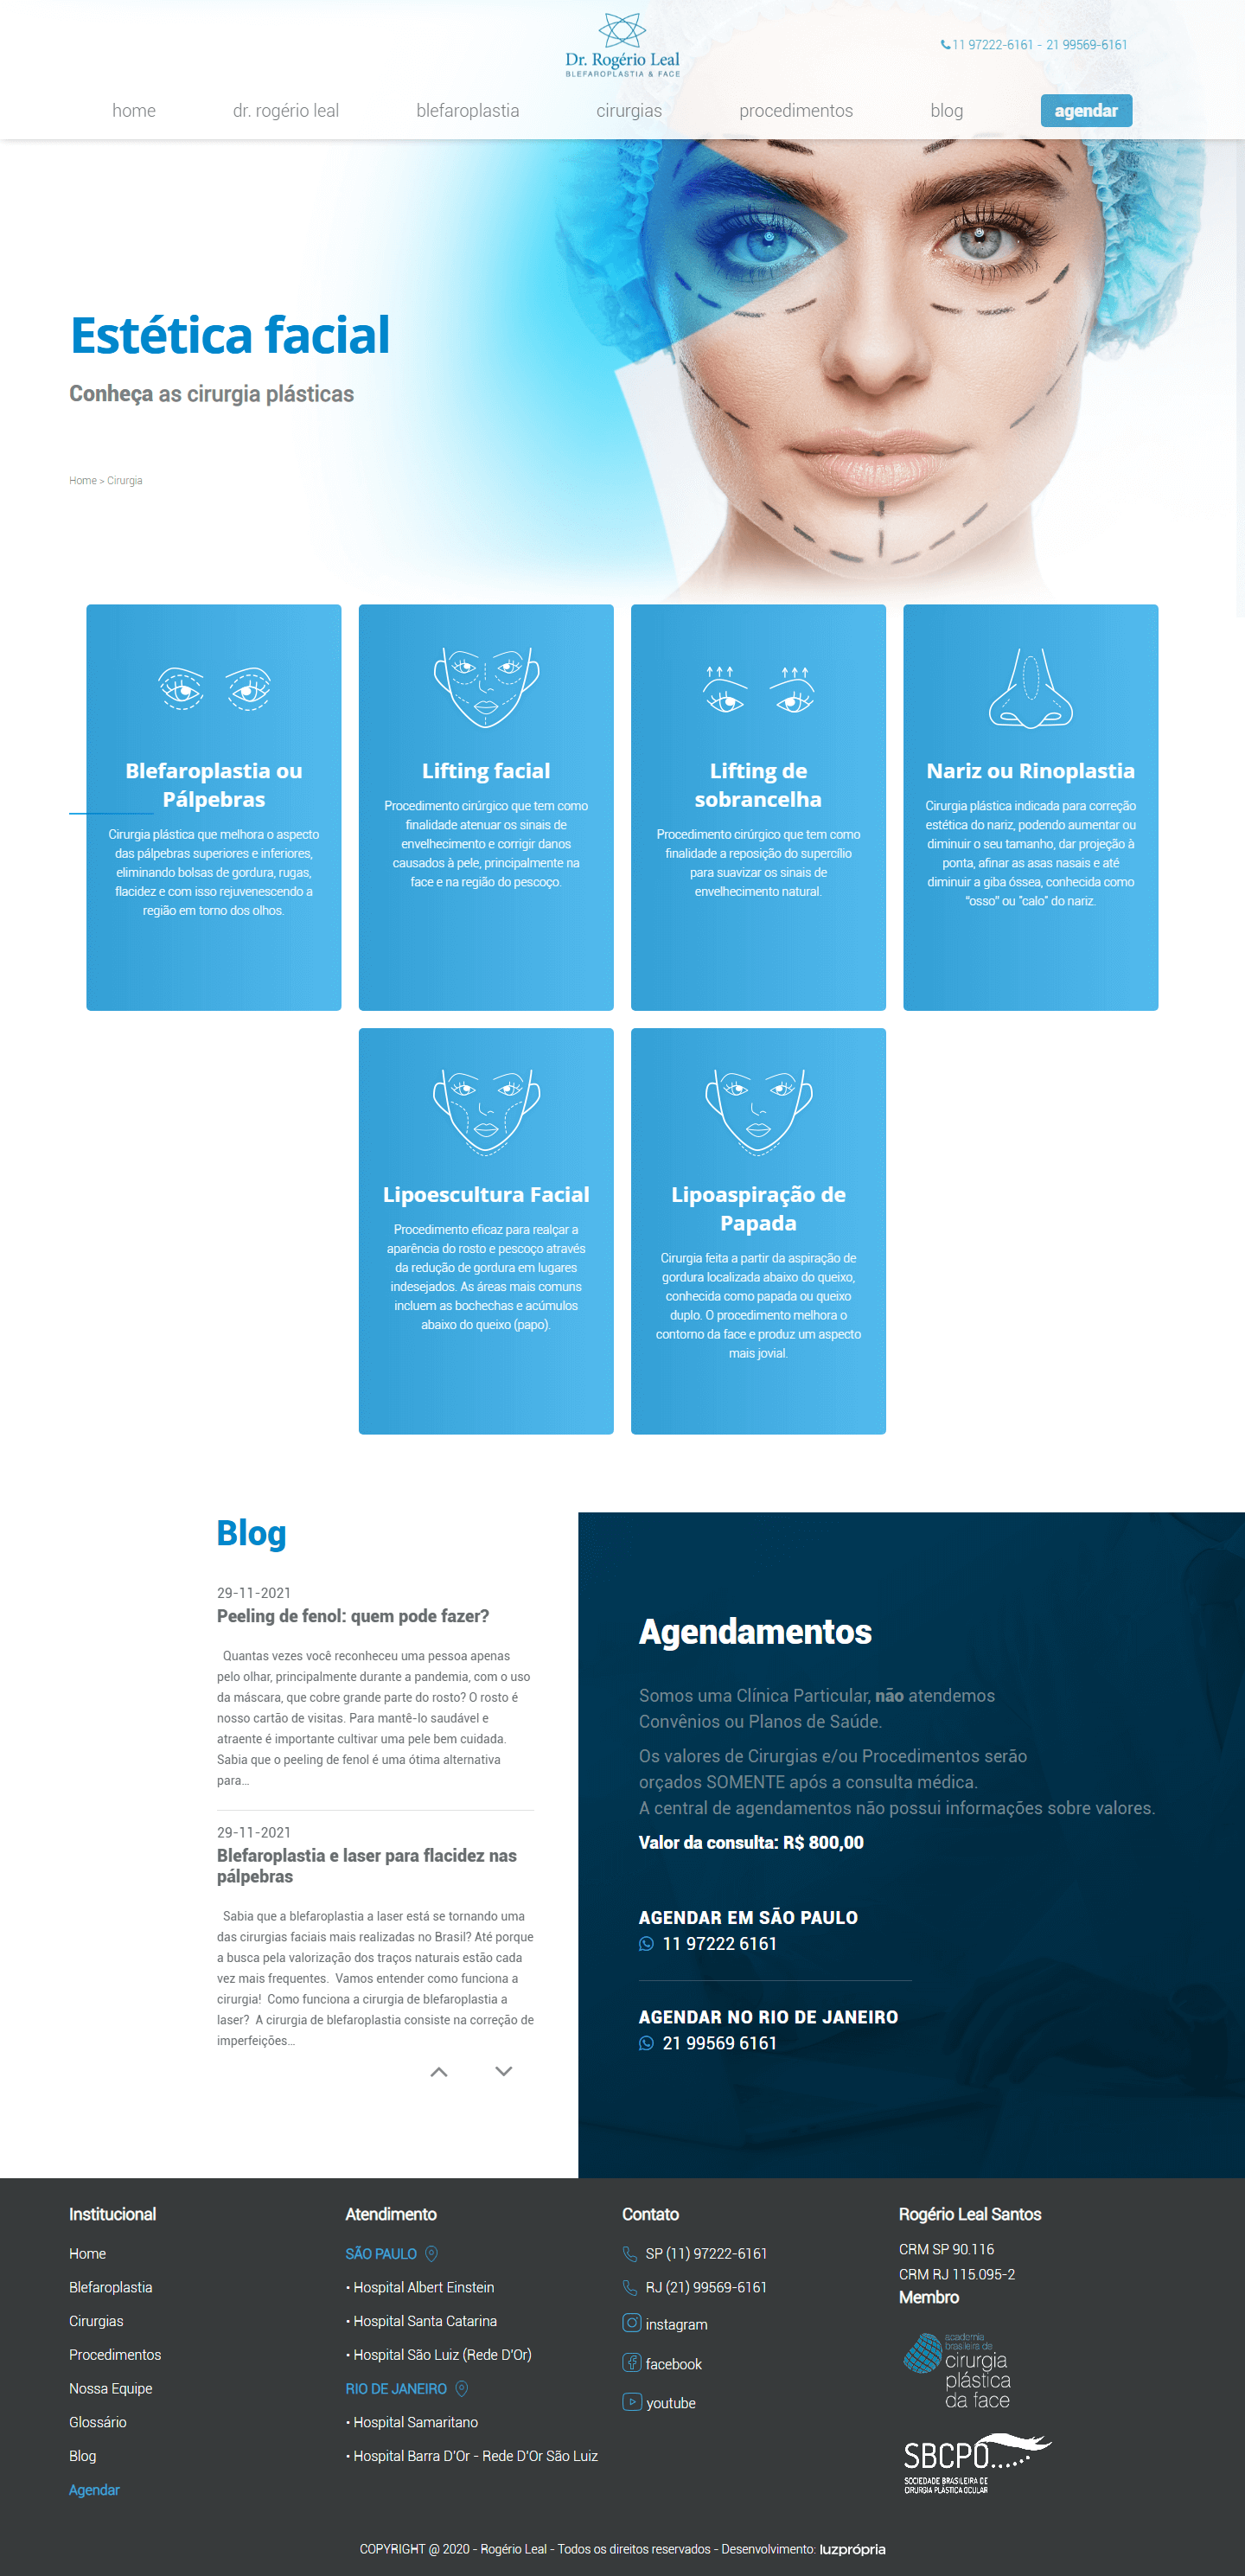 Dr. Rogério Leal
BLEFAROPLASTIA & FACE
11 97222-6161 - 21 99569-6161
home
dr. rogério leal
blefaroplastia
cirurgias
procedimentos
blog
agendar
Estética facial
Conheça as cirurgia plásticas
Home > Cirurgia
Blefaroplastia ou
Pálpebras
Cirurgia plástica que melhora o aspecto
das pálpebras superiores e inferiores,
eliminando bolsas de gordura, rugas,
flacidez e com isso rejuvenescendo a
região em torno dos olhos.
Lifting facial
Procedimento cirúrgico que tem como
finalidade atenuar os sinais de
envelhecimento e corrigir danos
causados à pele, principalmente na
face e na região do pescoço.
Lifting de
sobrancelha
Procedimento cirúrgico que tem como
finalidade a reposição do supercílio
para suavizar os sinais de
envelhecimento natural.
Nariz ou Rinoplastia
Cirurgia plástica indicada para correção
estética do nariz, podendo aumentar ou
diminuir o seu tamanho, dar projeção à
ponta, afinar as asas nasais e até
diminuir a giba óssea, conhecida como
"osso" ou "calo" do nariz.
Lipoescultura Facial
Procedimento eficaz para realçar a
aparência do rosto e pescoço através
da redução de gordura em lugares
indesejados. As áreas mais comuns
incluem as bochechas e acúmulos
abaixo do queixo (papo).
Lipoaspiração de
Papada
Cirurgia feita a partir da aspiração de
gordura localizada abaixo do queixo,
conhecida como papada ou queixo
duplo. O procedimento melhora o
contorno da face e produz um aspecto
mais jovial.
Blog
29-11-2021
Peeling de fenol: quem pode fazer?
Quantas vezes você reconheceu uma pessoa apenas
pelo olhar, principalmente durante a pandemia, com o uso
da máscara, que cobre grande parte do rosto? O rosto é
nosso cartão de visitas. Para mantê-lo saudável e
atraente é importante cultivar uma pele bem cuidada.
Sabia que o peeling de fenol é uma ótima alternativa
para...
29-11-2021
Blefaroplastia e laser para flacidez nas
pálpebras
Sabia que a blefaroplastia a laser está se tornando uma
das cirurgias faciais mais realizadas no Brasil? Até porque
a busca pela valorização dos traços naturais estão cada
vez mais frequentes. Vamos entender como funciona a
cirurgia! Como funciona a cirurgia de blefaroplastia a
laser? A cirurgia de blefaroplastia consiste na correção de
imperfeições...
Agendamentos
Somos uma Clínica Particular, não atendemos
Convênios ou Planos de Saúde.
Os valores de Cirurgias e/ou Procedimentos serão
orçados SOMENTE após a consulta médica.
A central de agendamentos não possui informações sobre valores.
Valor da consulta: R$ 800,00
AGENDAR EM SÃO PAULO
11 97222 6161
AGENDAR NO RIO DE JANEIRO
21 99569 6161
Institucional
Home
Blefaroplastia
Cirurgias
Procedimentos
Nossa Equipe
Glossário
Blog
Agendar
Atendimento
SÃO PAULO
• Hospital Albert Einstein
• Hospital Santa Catarina
• Hospital São Luiz (Rede D'Or)
RIO DE JANEIRO
• Hospital Samaritano
• Hospital Barra D'Or - Rede D'Or São Luiz
Contato
SP (11) 97222-6161
RJ (21) 99569-6161
instagram
facebook
youtube
Rogério Leal Santos
CRM SP 90.116
CRM RJ 115.095-2
Membro
academia
brasileira de
cirurgia
plástica
da face
SBCPO
SOCIEDADE BRASILEIRA DE
CIRURGIA PLÁSTICA OCULAR
COPYRIGHT @ 2020 - Rogério Leal - Todos os direitos reservados - Desenvolvimento: luzprópria